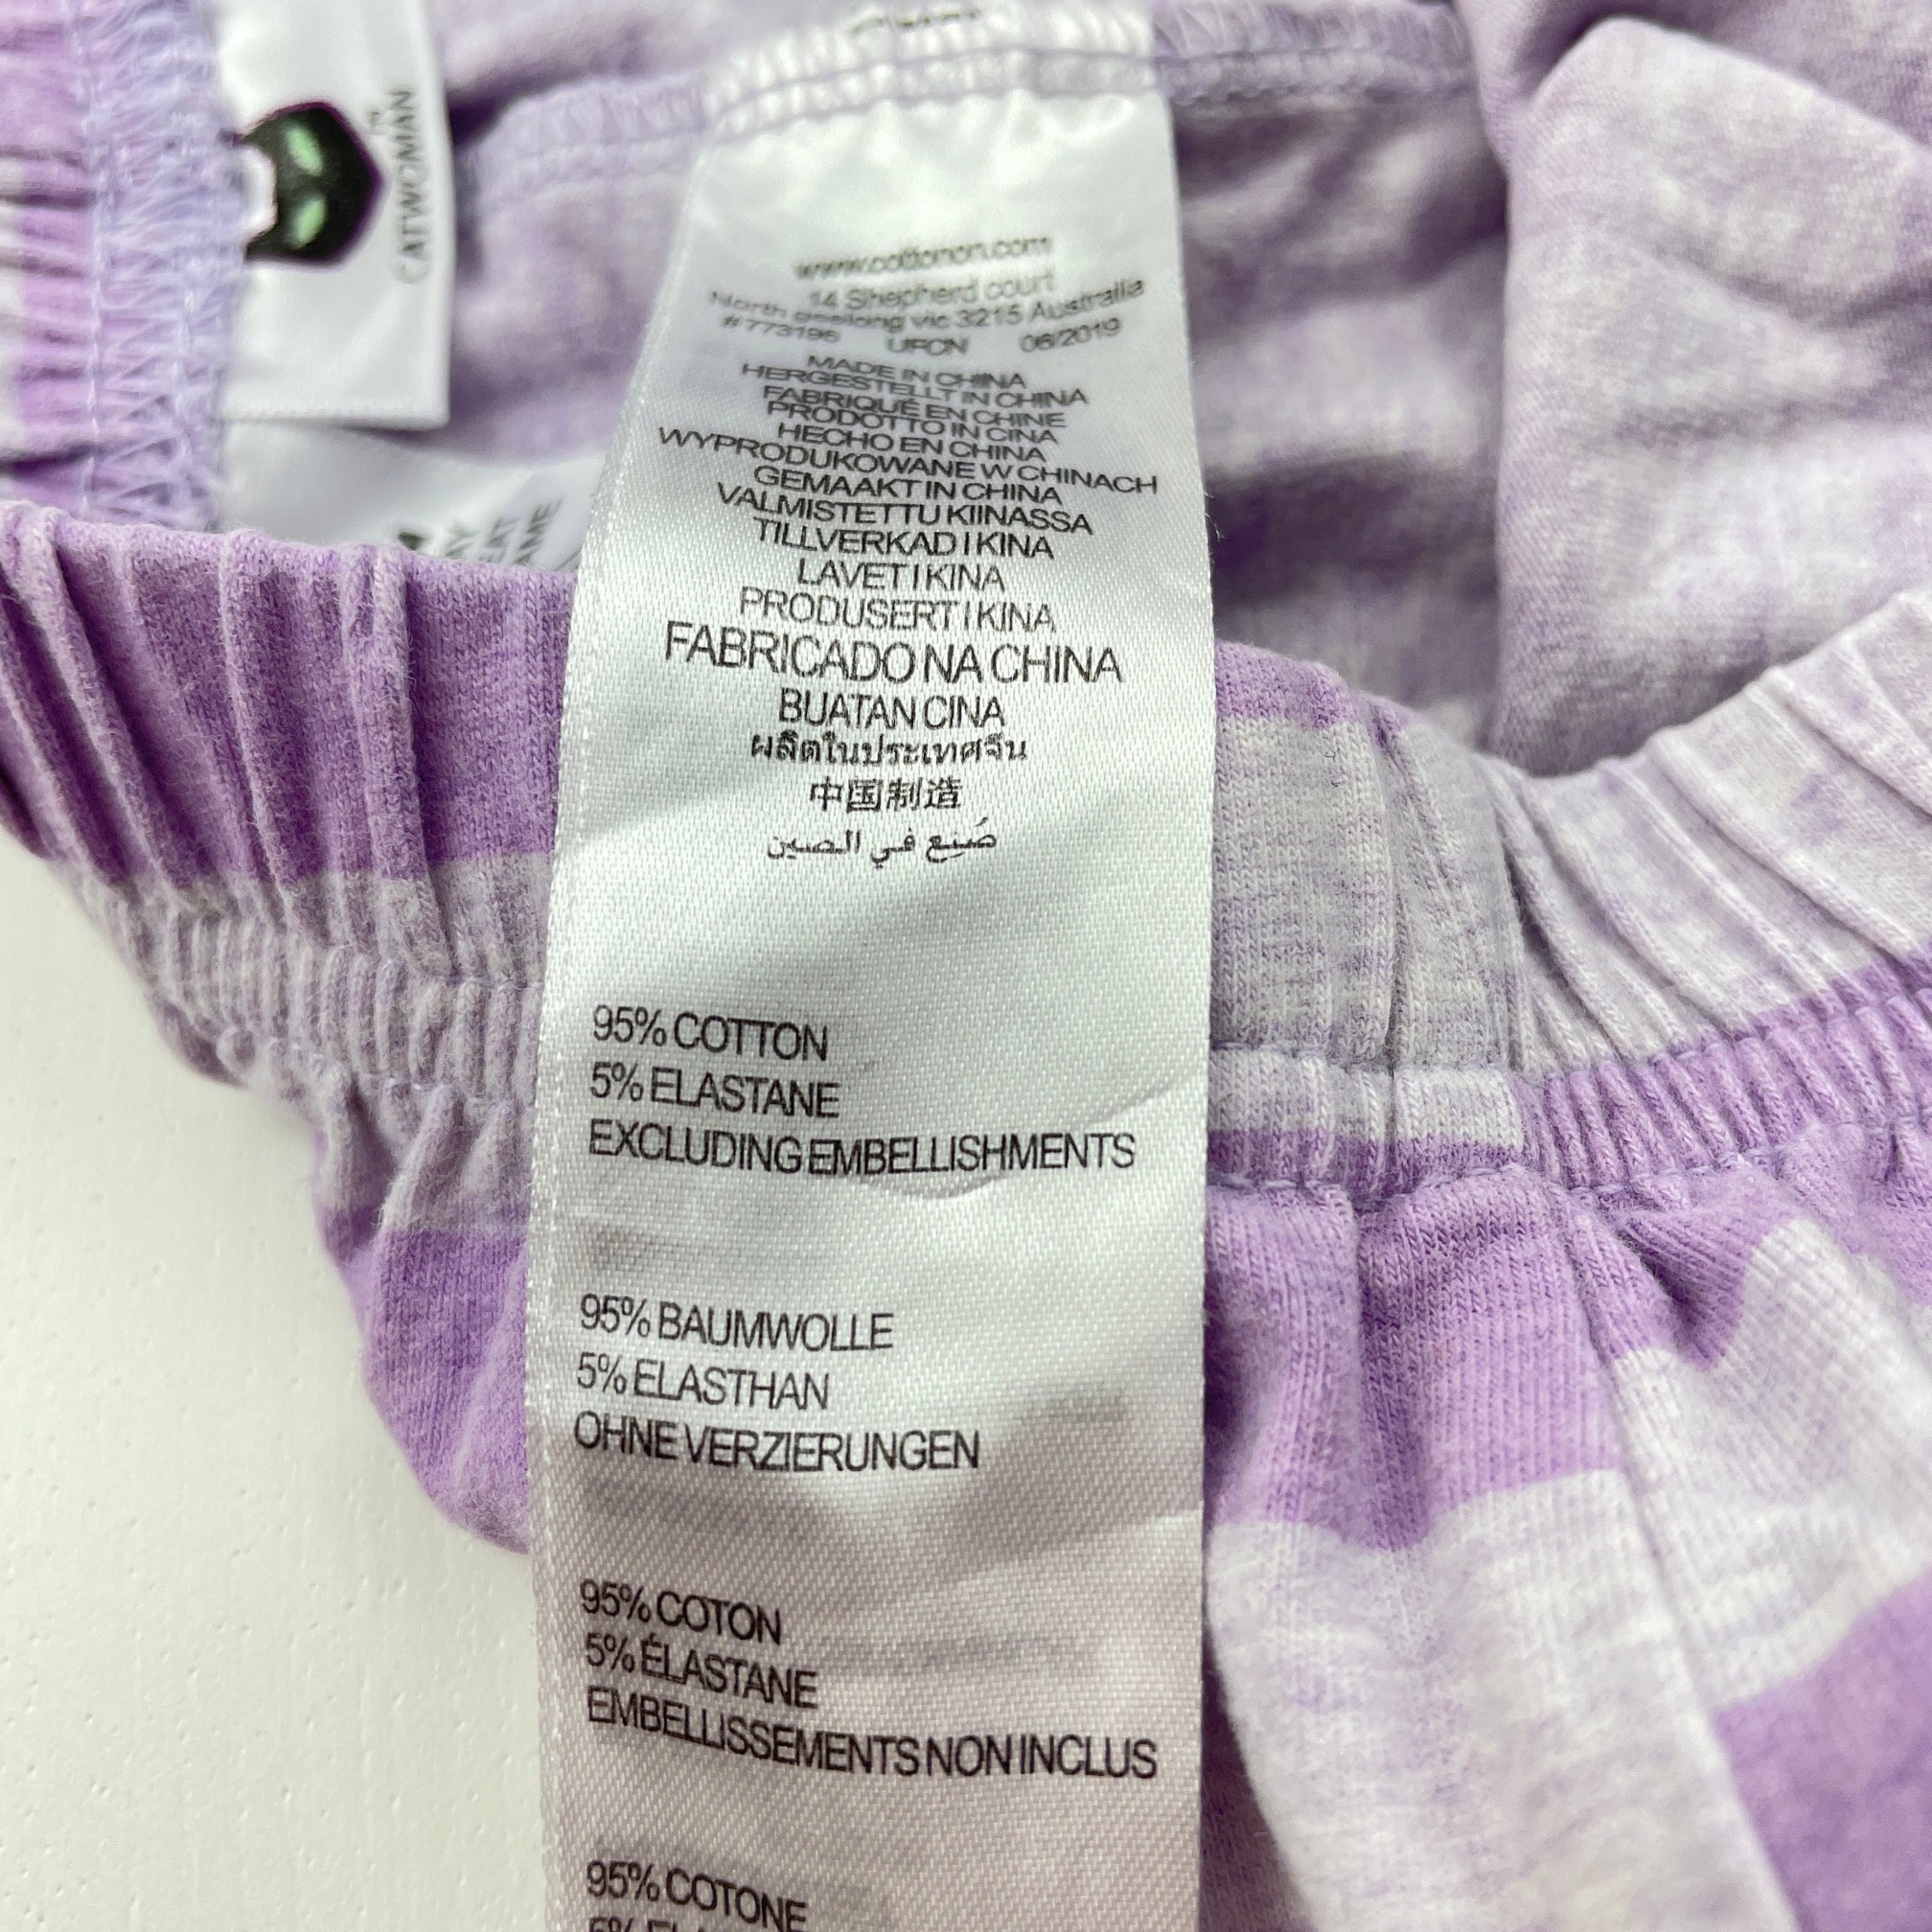 CATWOMAN
TM
www.cottonon.com
14 Shepherd court
North geelong vic 3215 Australia
#773196 UFCN 06/2019
MADE IN CHINA
HERGESTELLT IN CHINA
FABRIQUÉ EN CHINE
PRODOTTO IN CINA
HECHO EN CHINA
WYPRODUKOWANE W CHINACH
GEMAAKT IN CHINA
VALMISTETTU KIINASSA
TILLVERKAD I KINA
LAVET I KINA
PRODUSERT I KINA
FABRICADO NA CHINA
BUATAN CINA
ผลิตในประเทศจีน
中国制造
صُنِع في الصين
95% COTTON
5% ELASTANE
EXCLUDING EMBELLISHMENTS
95% BAUMWOLLE
5% ELASTHAN
OHNE VERZIERUNGEN
95% COTON
5% ÉLASTANE
EMBELLISSEMENTS NON INCLUS
95% COTONE